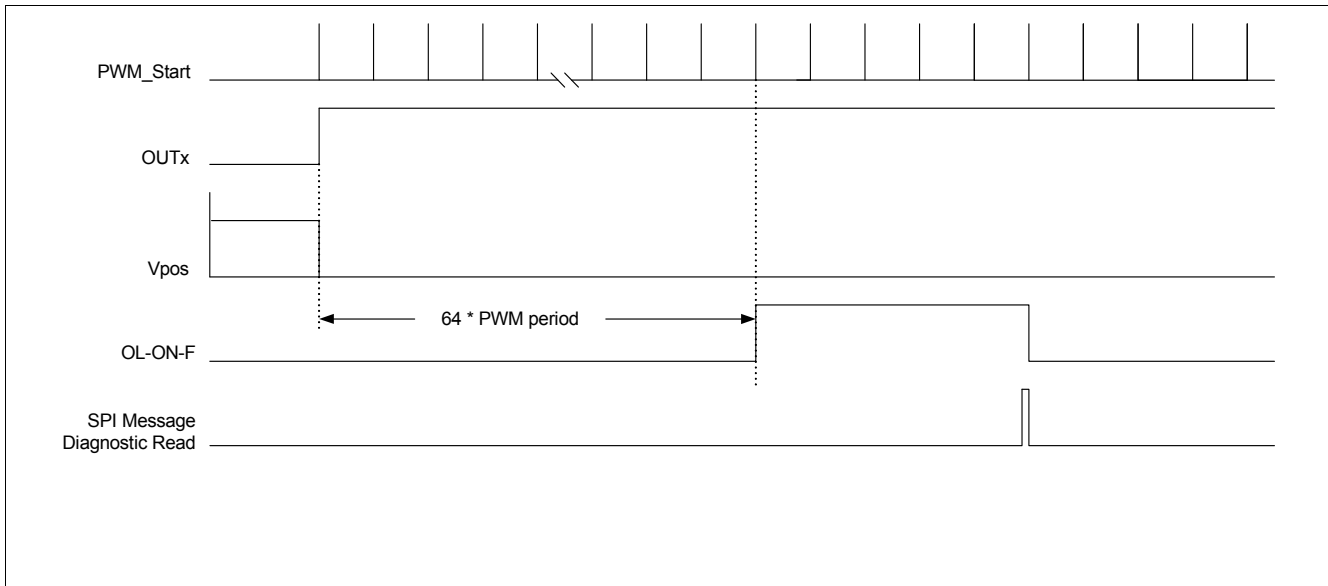 PWM_Start
OUTx
Vpos
64 * PWM period
OL-ON-F
SPI Message
Diagnostic Read